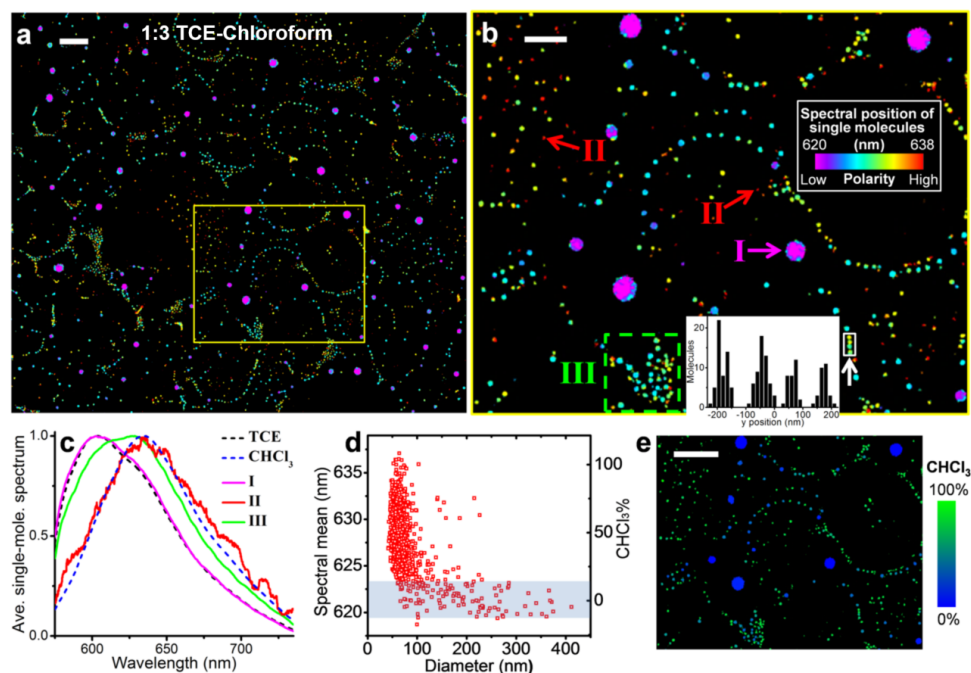 a
1:3 TCE-Chloroform
b
Spectral position of
single molecules
620 (nm) 638
Low Polarity High
II
II
I
III
Molecules
20
10
0
-200 -100 0 100 200
y position (nm)
c
Ave. single-mole. spectrum
1.0
0.5
0.0
600 650 700
Wavelength (nm)
TCE
CHCl₃
I
II
III
d
Spectral mean (nm)
635
630
625
620
0 100 200 300 400
Diameter (nm)
100
50
0
CHCl₃%
e
CHCl₃
100%
0%